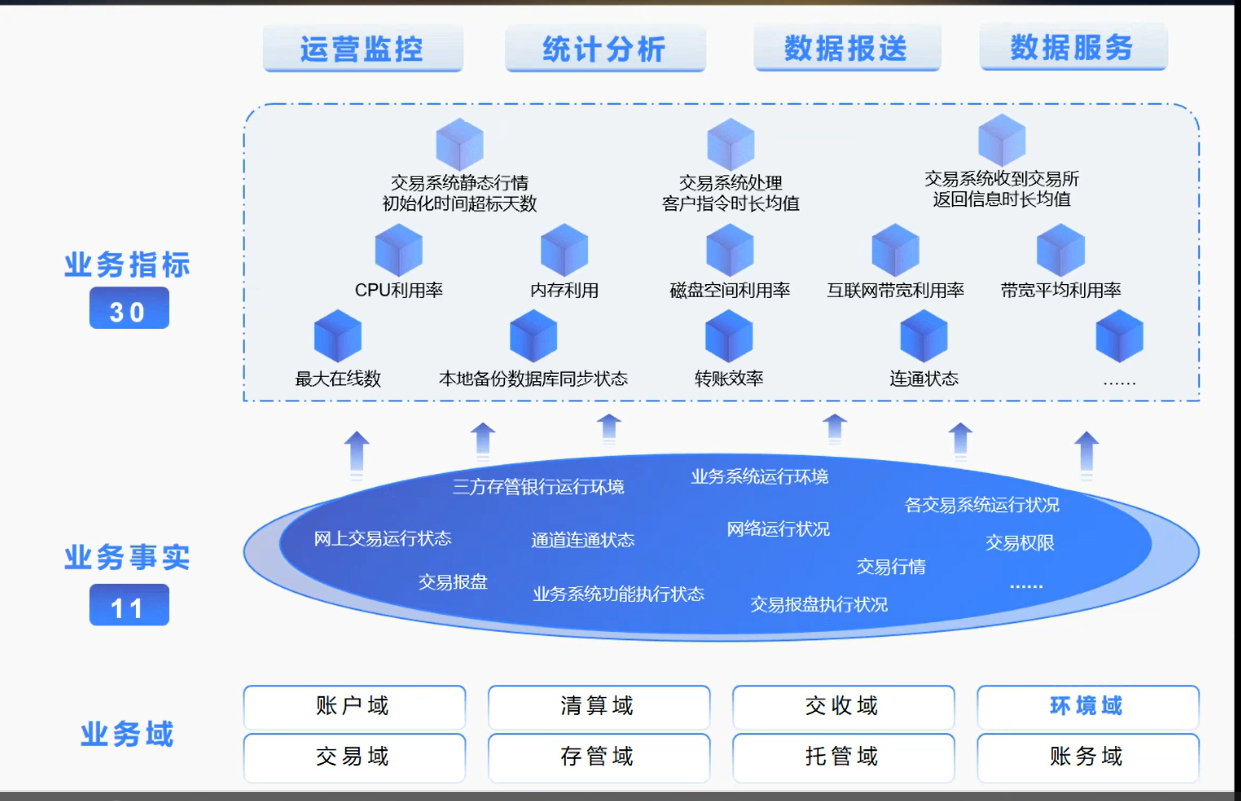 运营监控
统计分析
数据报送
数据服务
交易系统静态行情
初始化时间超标天数
交易系统处理
客户指令时长均值
交易系统收到交易所
返回信息时长均值
业务指标
30
CPU利用率
内存利用
磁盘空间利用率
互联网带宽利用率
带宽平均利用率
最大在线数
本地备份数据库同步状态
转账效率
连通状态
......
业务事实
11
三方存管银行运行环境
业务系统运行环境
各交易系统运行状况
网上交易运行状态
通道连通状态
网络运行状况
交易权限
交易报盘
业务系统功能执行状态
交易行情
交易报盘执行状况
......
业务域
账户域
清算域
交收域
环境域
交易域
存管域
托管域
账务域